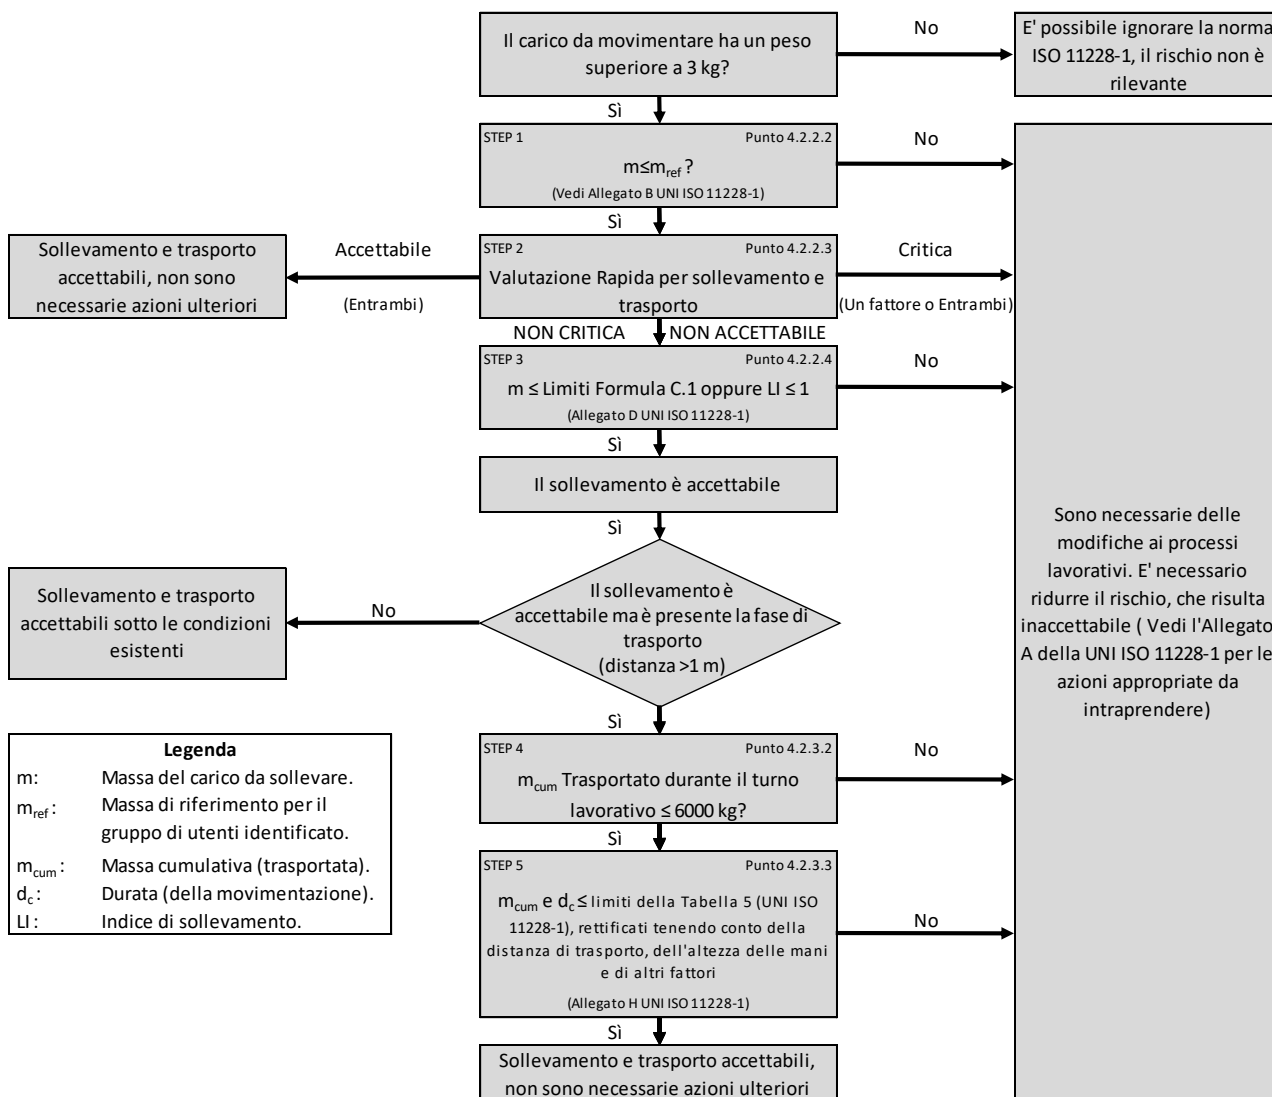 Il carico da movimentare ha un peso
superiore a 3 kg?
No
E' possibile ignorare la norma
ISO 11228-1, il rischio non è
rilevante
Sì
STEP 1 Punto 4.2.2.2
m≤mref ?
(Vedi Allegato B UNI ISO 11228-1)
No
Sì
Sollevamento e trasporto
accettabili, non sono
necessarie azioni ulteriori
Accettabile
(Entrambi)
STEP 2 Punto 4.2.2.3
Valutazione Rapida per sollevamento e
trasporto
Critica
(Un fattore o Entrambi)
NON CRITICA NON ACCETTABILE
STEP 3 Punto 4.2.2.4
m ≤ Limiti Formula C.1 oppure LI ≤ 1
(Allegato D UNI ISO 11228-1)
No
Sì
Il sollevamento è accettabile
Sì
Il sollevamento è
accettabile ma è presente la fase di
trasporto
(distanza >1 m)
No
Sollevamento e trasporto
accettabili sotto le condizioni
esistenti
Sono necessarie delle
modifiche ai processi
lavorativi. E' necessario
ridurre il rischio, che risulta
inaccettabile ( Vedi l'Allegato
A della UNI ISO 11228-1 per le
azioni appropriate da
intraprendere)
Sì
STEP 4 Punto 4.2.3.2
mcum Trasportato durante il turno
lavorativo ≤ 6000 kg?
No
Sì
STEP 5 Punto 4.2.3.3
mcum e dc ≤ limiti della Tabella 5 (UNI ISO
11228-1), rettificati tenendo conto della
distanza di trasporto, dell'altezza delle mani
e di altri fattori
(Allegato H UNI ISO 11228-1)
No
Sì
Sollevamento e trasporto accettabili,
non sono necessarie azioni ulteriori
Legenda
m: Massa del carico da sollevare.
mref : Massa di riferimento per il
gruppo di utenti identificato.
mcum : Massa cumulativa (trasportata).
dc : Durata (della movimentazione).
LI : Indice di sollevamento.